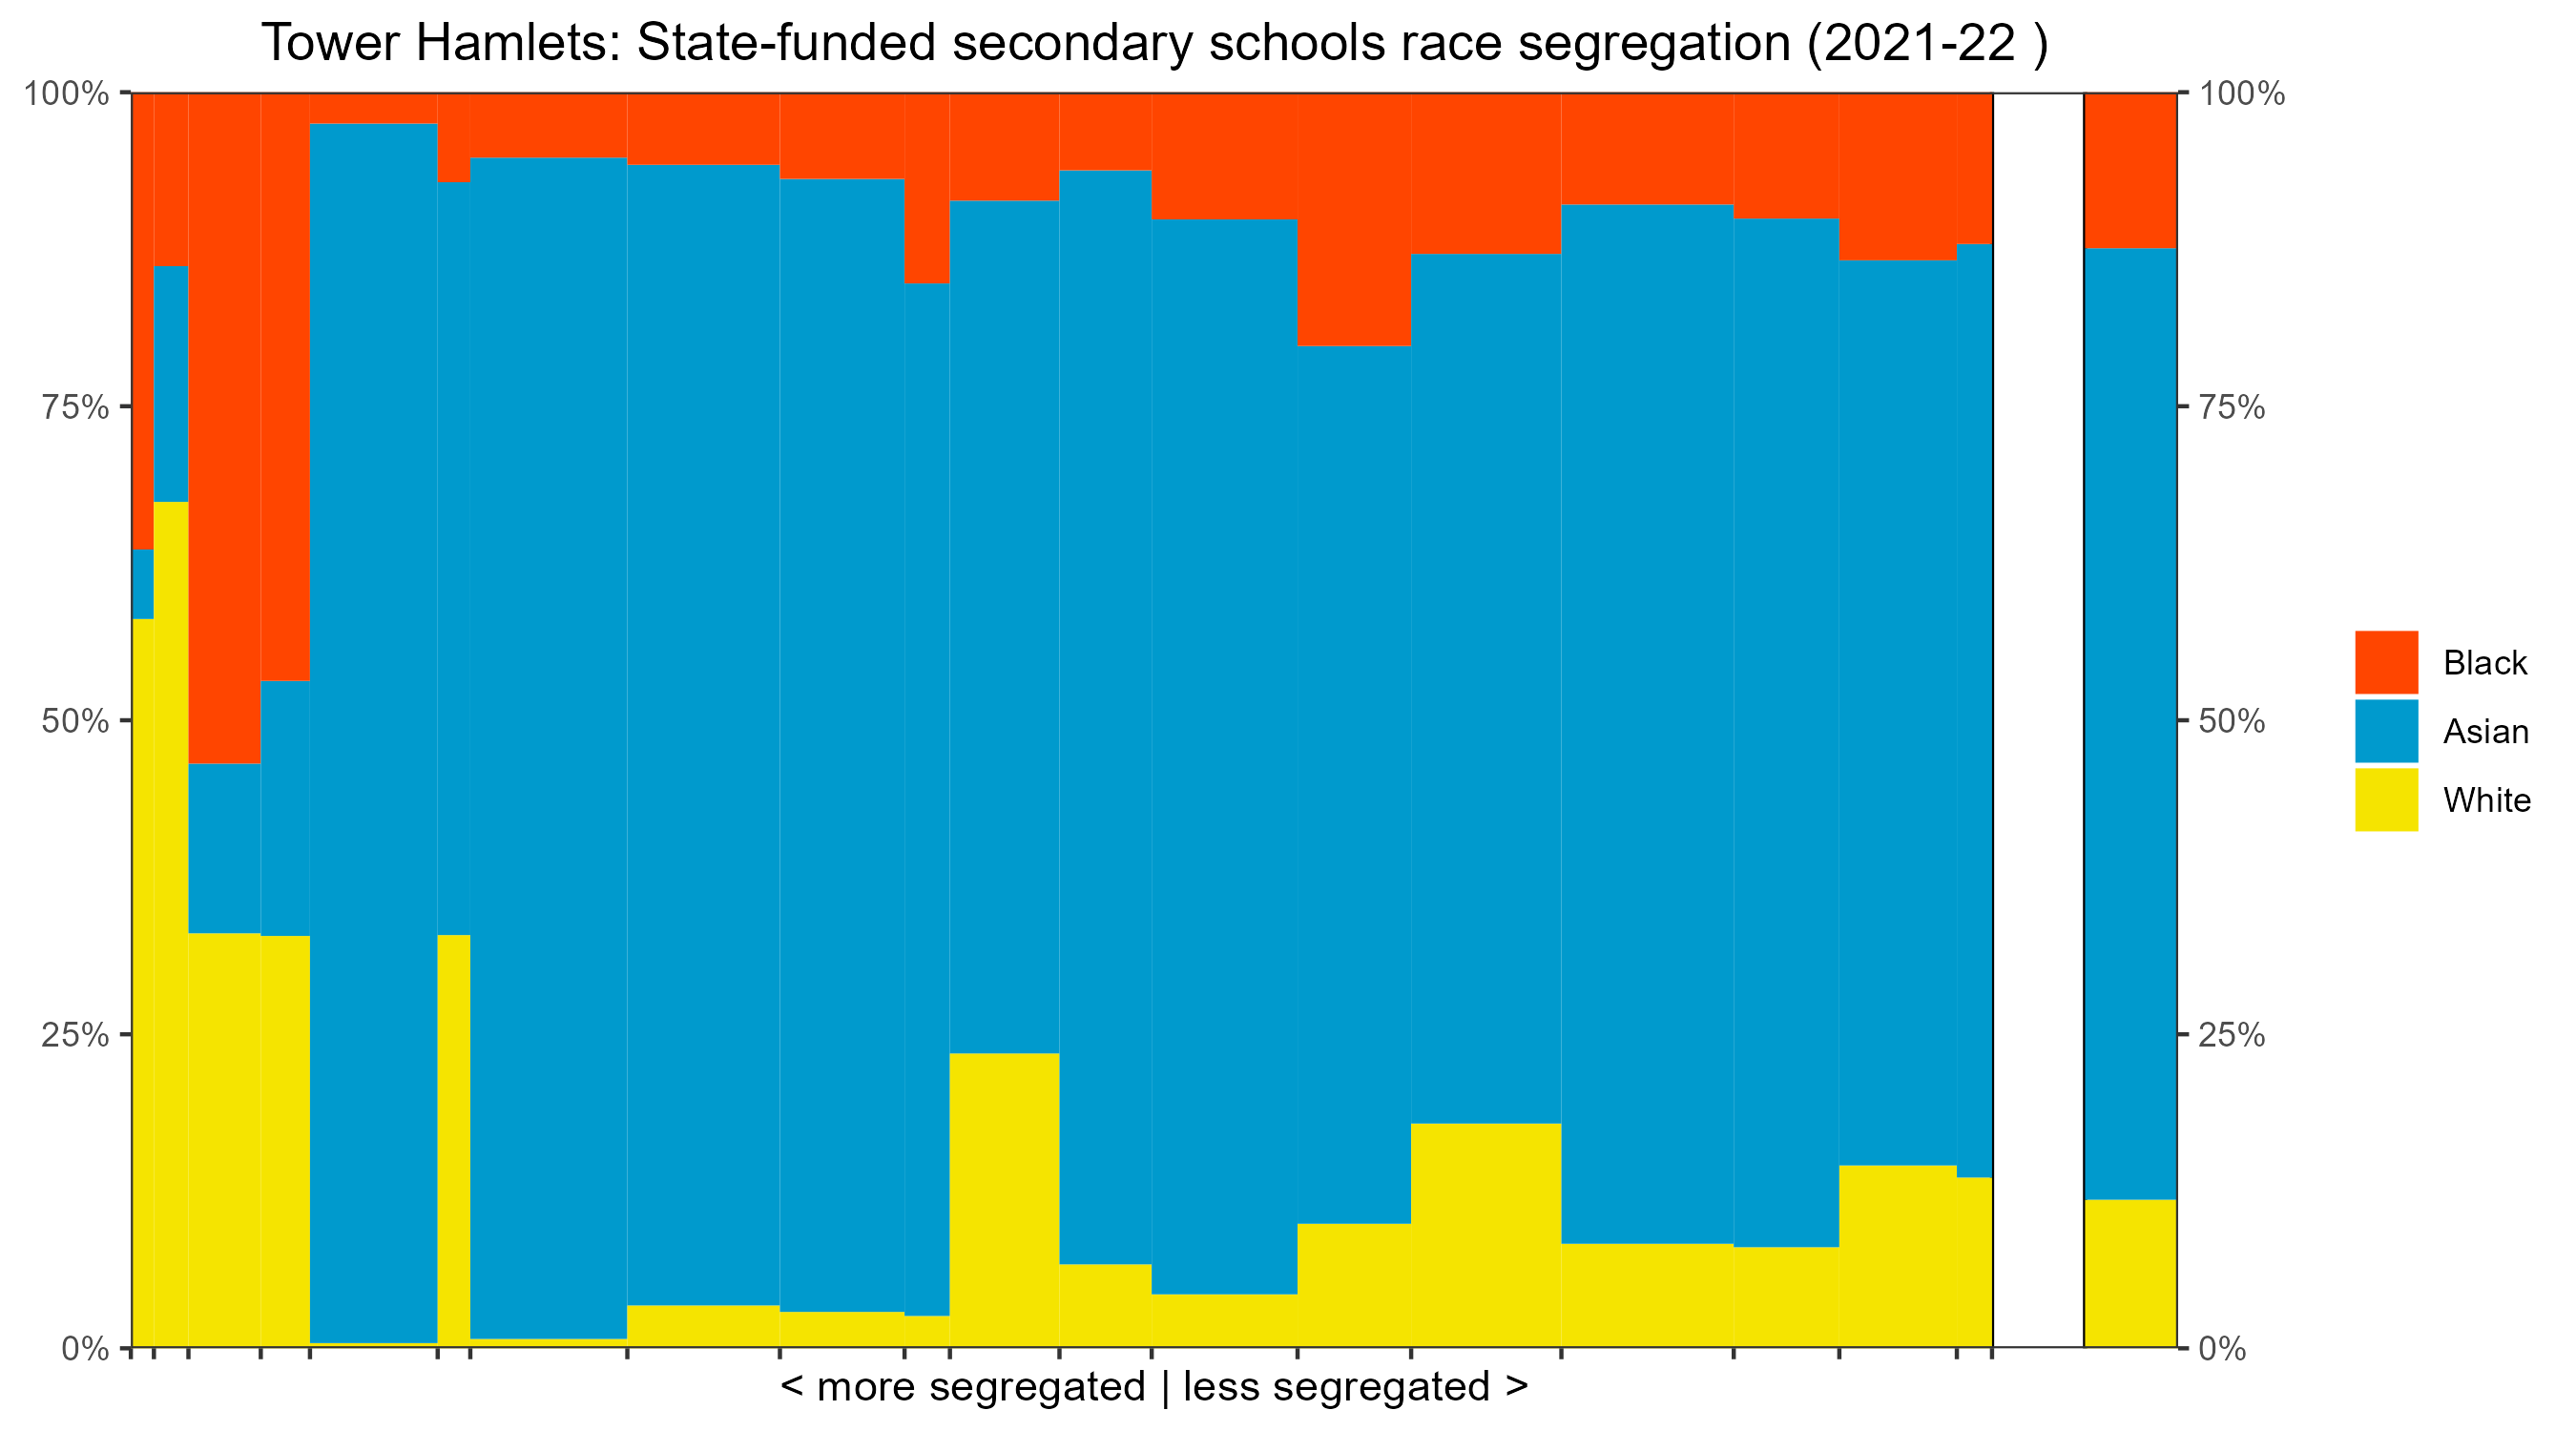 Tower Hamlets: State-funded secondary schools race segregation (2021-22 )
100%
75%
50%
25%
0%
100%
75%
50%
25%
0%
Black
Asian
White
< more segregated | less segregated >